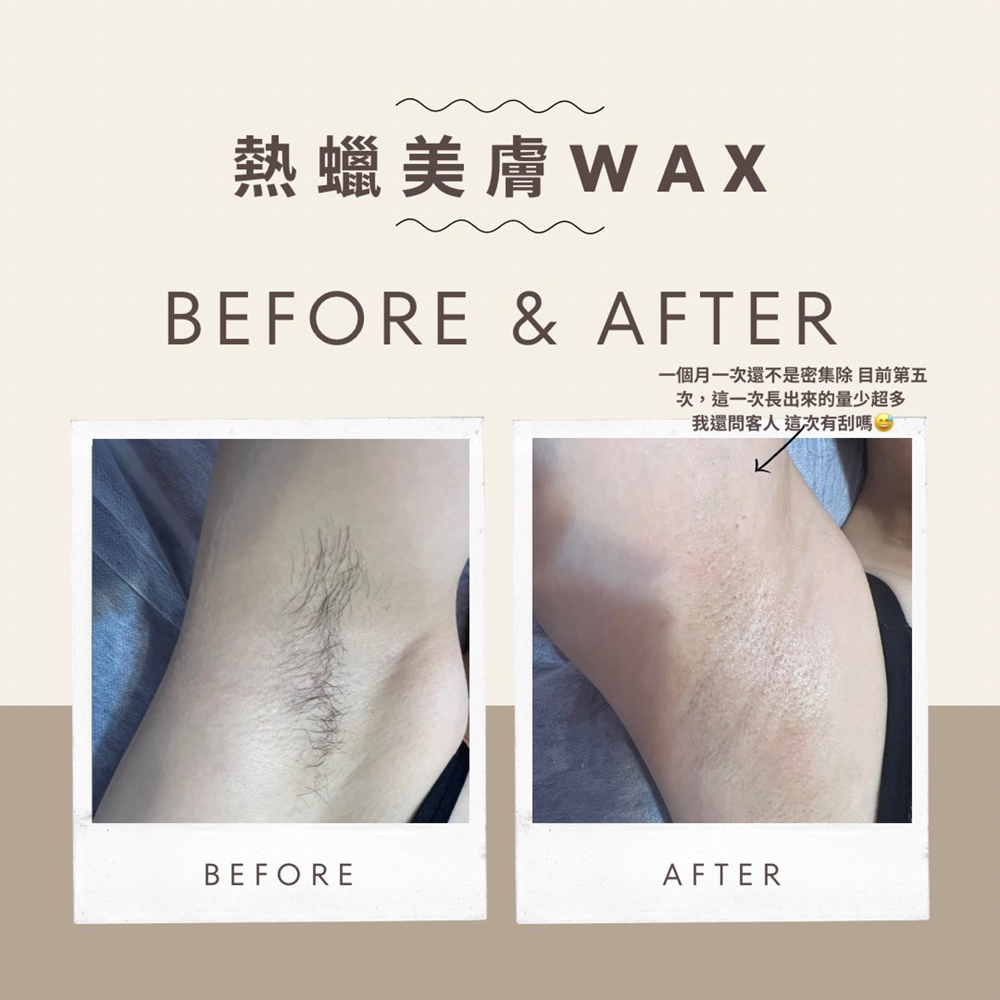 熱蠟美膚WAX
BEFORE & AFTER
一個月一次還不是密集除 目前第五
次，這一次長出來的量少超多
我還問客人 這次有刮嗎😅
BEFORE
AFTER